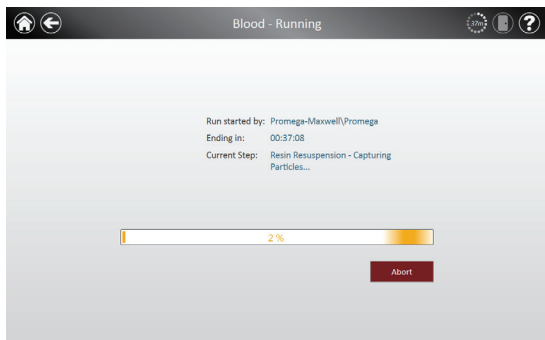 Blood - Running
37m
?
Run started by: Promega-Maxwell\Promega
Ending in: 00:37:08
Current Step: Resin Resuspension - Capturing
Particles...
2 %
Abort